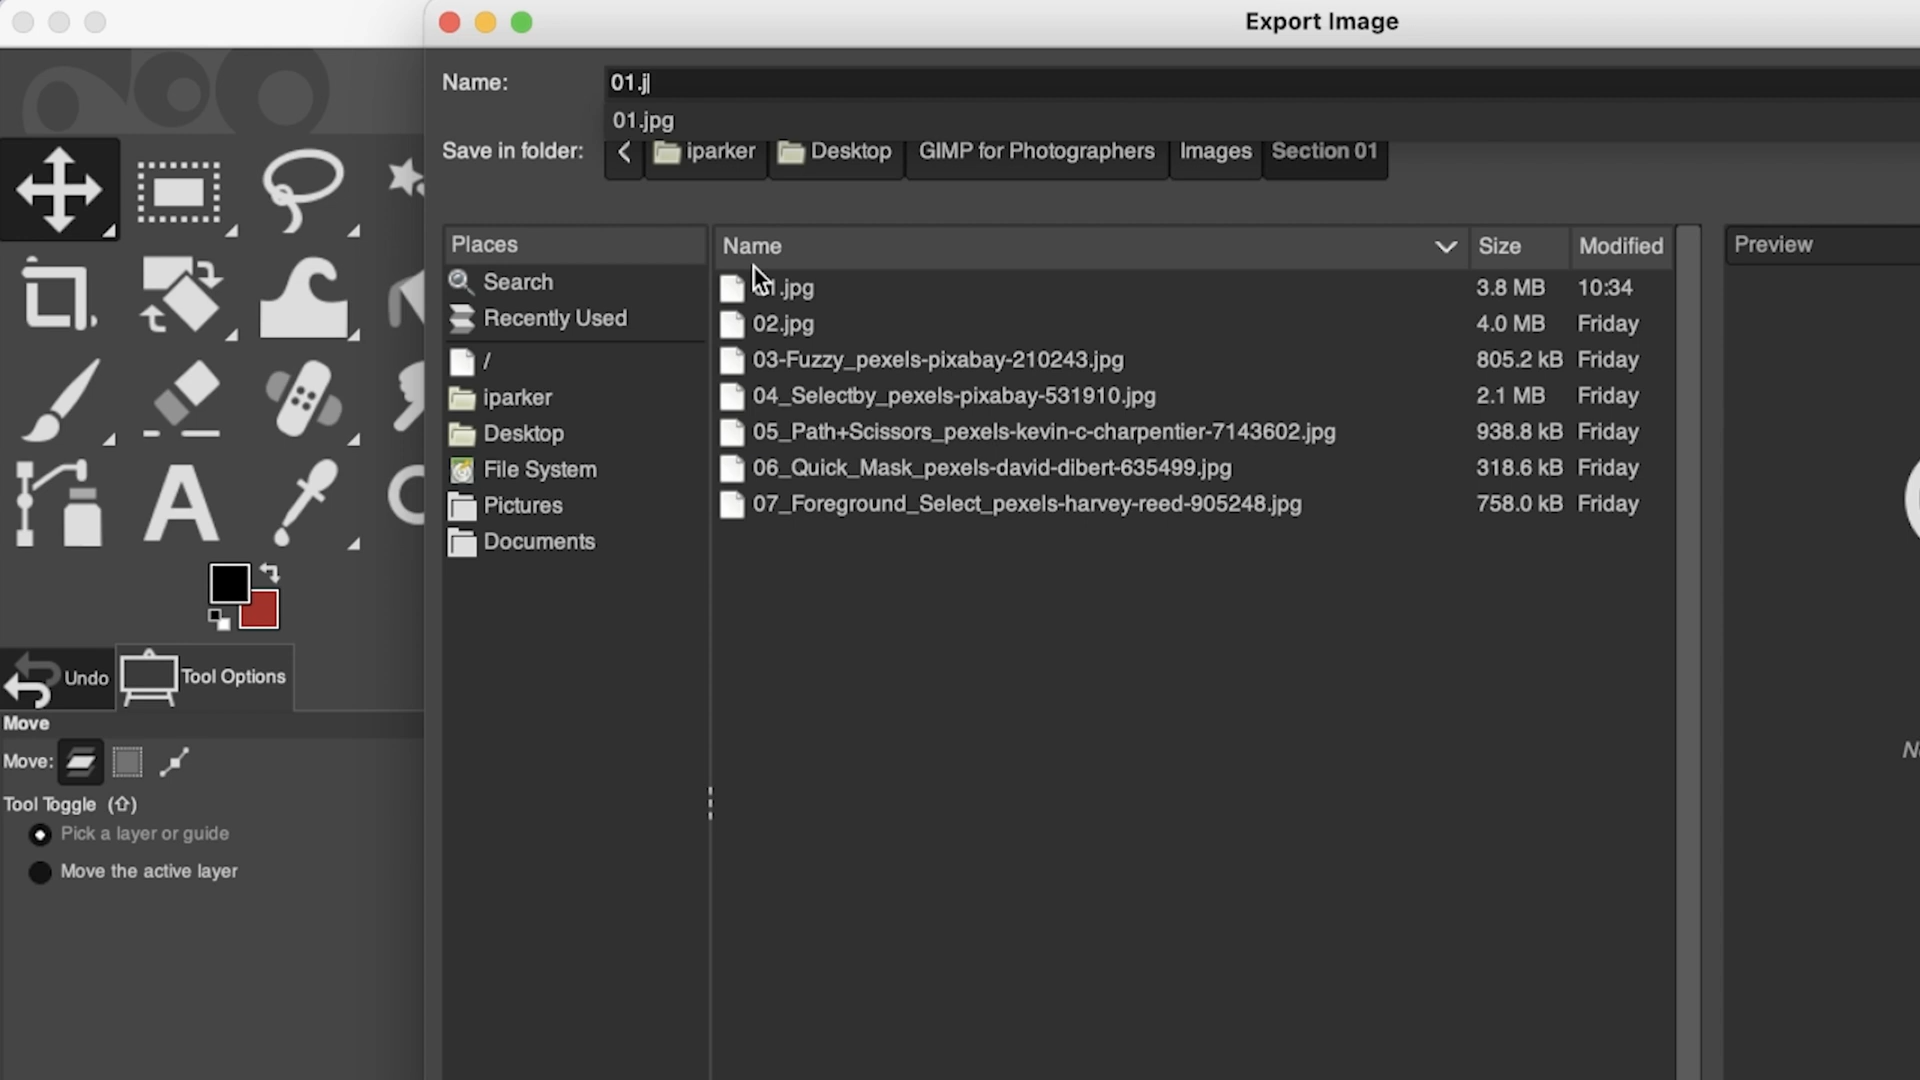 Export Image
Name: 01.j
01.jpg
Save in folder: iparker Desktop GIMP for Photographers Images Section 01
Places
Search
Recently Used
/
iparker
Desktop
File System
Pictures
Documents
Name Size Modified
.jpg 3.8 MB 10:34
02.jpg 4.0 MB Friday
03-Fuzzy_pexels-pixabay-210243.jpg 805.2 kB Friday
04_Selectby_pexels-pixabay-531910.jpg 2.1 MB Friday
05_Path+Scissors_pexels-kevin-c-charpentier-7143602.jpg 938.8 kB Friday
06_Quick_Mask_pexels-david-dibert-635499.jpg 318.6 kB Friday
07_Foreground_Select_pexels-harvey-reed-905248.jpg 758.0 kB Friday
Preview
Undo Tool Options
Move
Move:
Tool Toggle (⇧)
Pick a layer or guide
Move the active layer